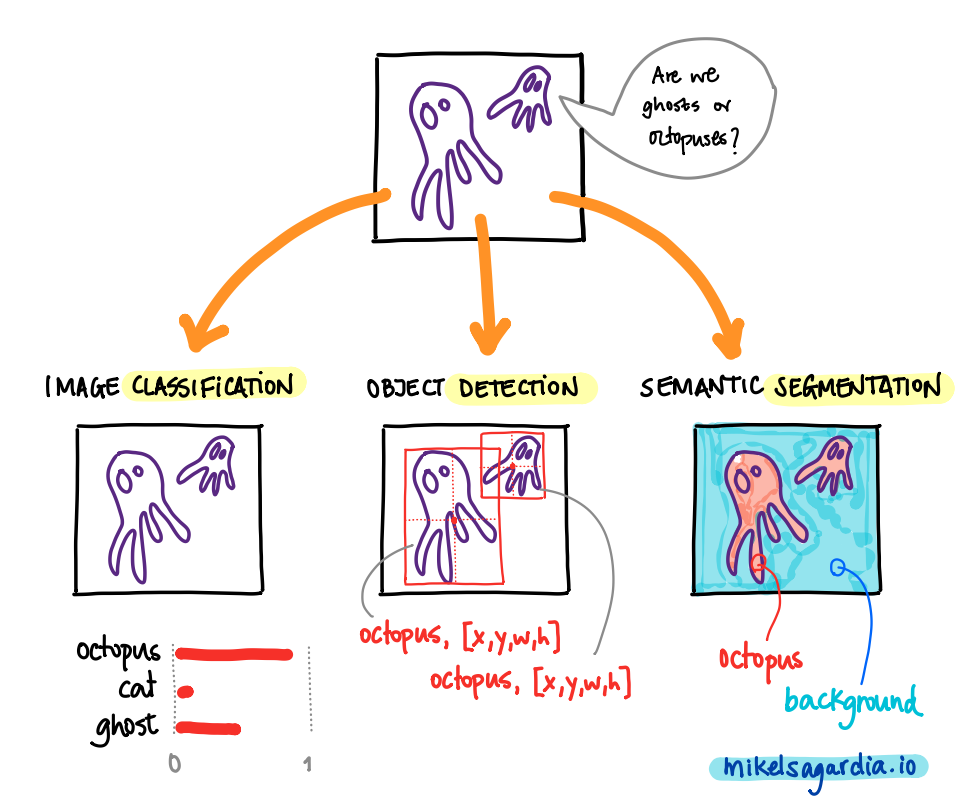 Are we
ghosts or
octopuses?
IMAGE CLASSIFICATION
OBJECT DETECTION
SEMANTIC SEGMENTATION
octopus
cat
ghost
0 1
octopus, [x,y,w,h]
octopus, [x,y,w,h]
octopus
background
mikelsagardia.io